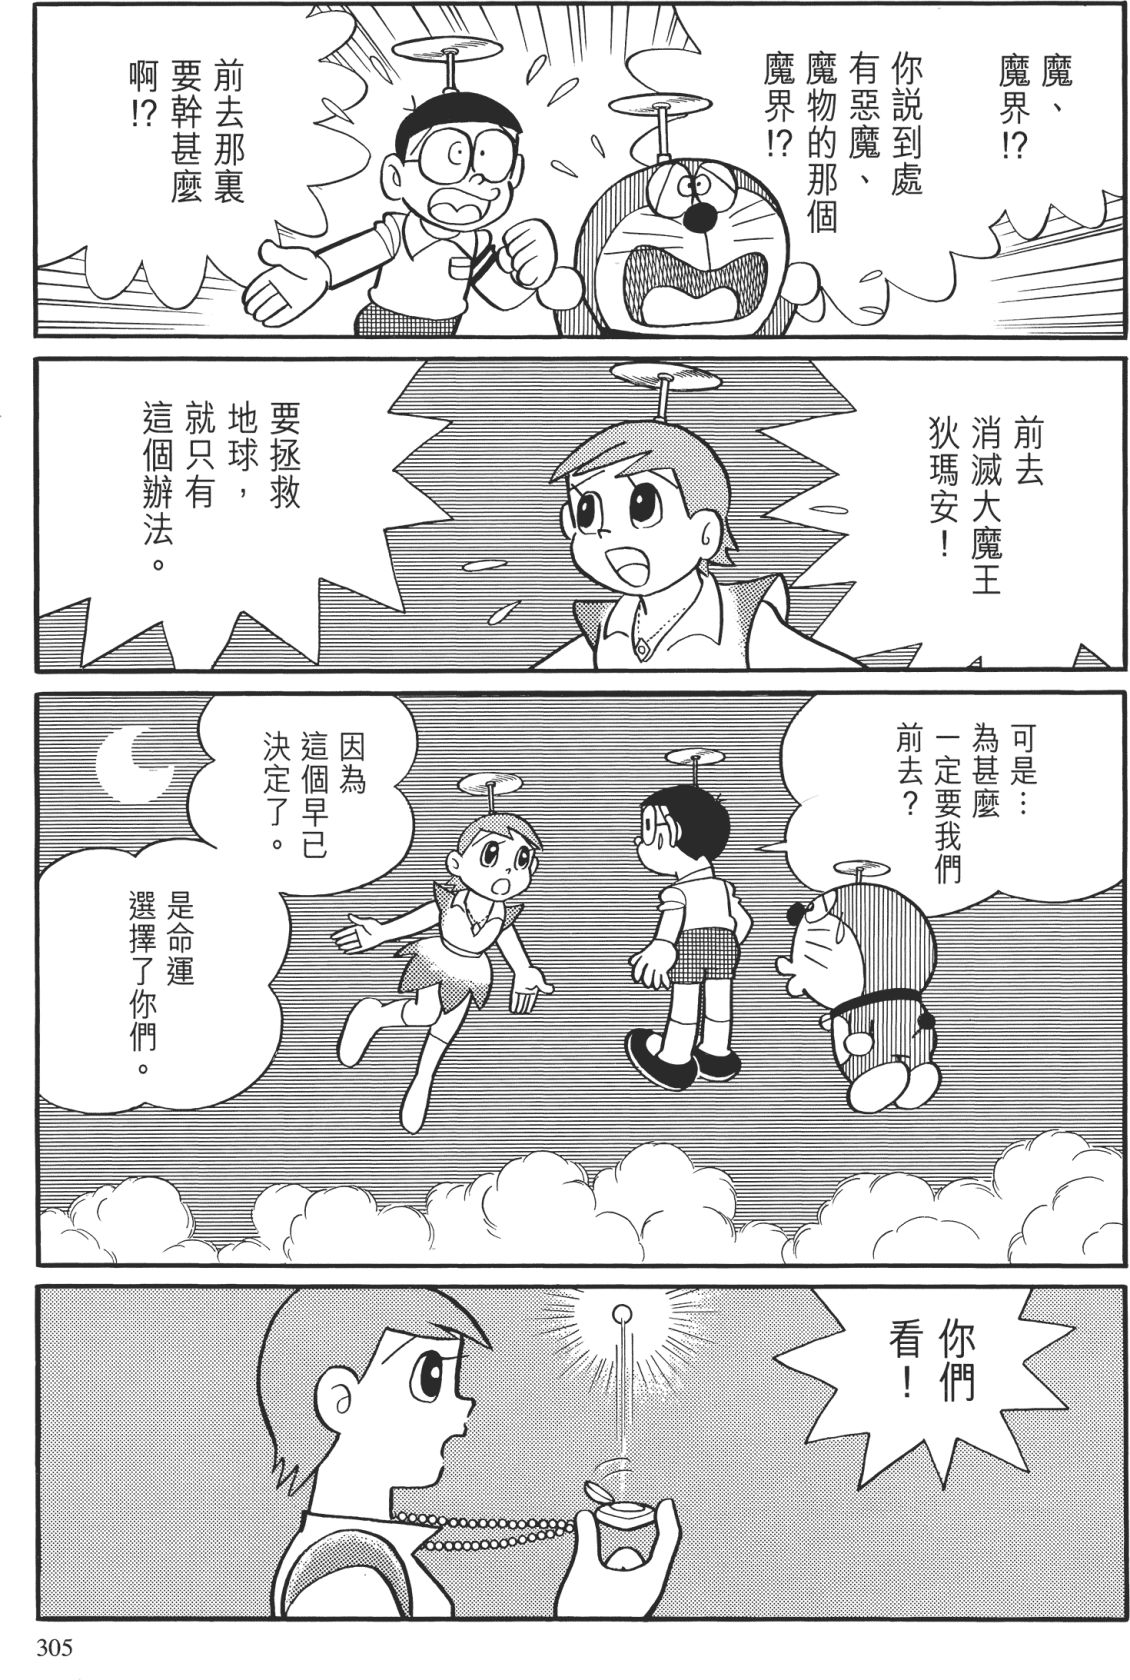 魔、
魔界!?
你説到處
有惡魔、
魔物的那個
魔界!?
前去那裏
要幹甚麼
啊!?
前去
消滅大魔王
狄瑪安！
要拯救
地球，
就只有
這個辦法。
可是…
為甚麼
一定要我們
前去？
因為
這個早已
決定了。
是命運
選擇了你們。
你們
看！
305